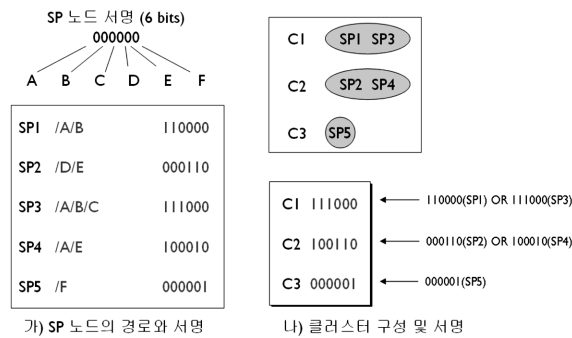 SP 노드 서명 (6 bits)
000000
A B C D E F
SP1 /A/B 110000
SP2 /D/E 000110
SP3 /A/B/C 111000
SP4 /A/E 100010
SP5 /F 000001
가) SP 노드의 경로와 서명
C1 SP1 SP3
C2 SP2 SP4
C3 SP5
C1 111000 110000(SP1) OR 111000(SP3)
C2 100110 000110(SP2) OR 100010(SP4)
C3 000001 000001(SP5)
나) 클러스터 구성 및 서명